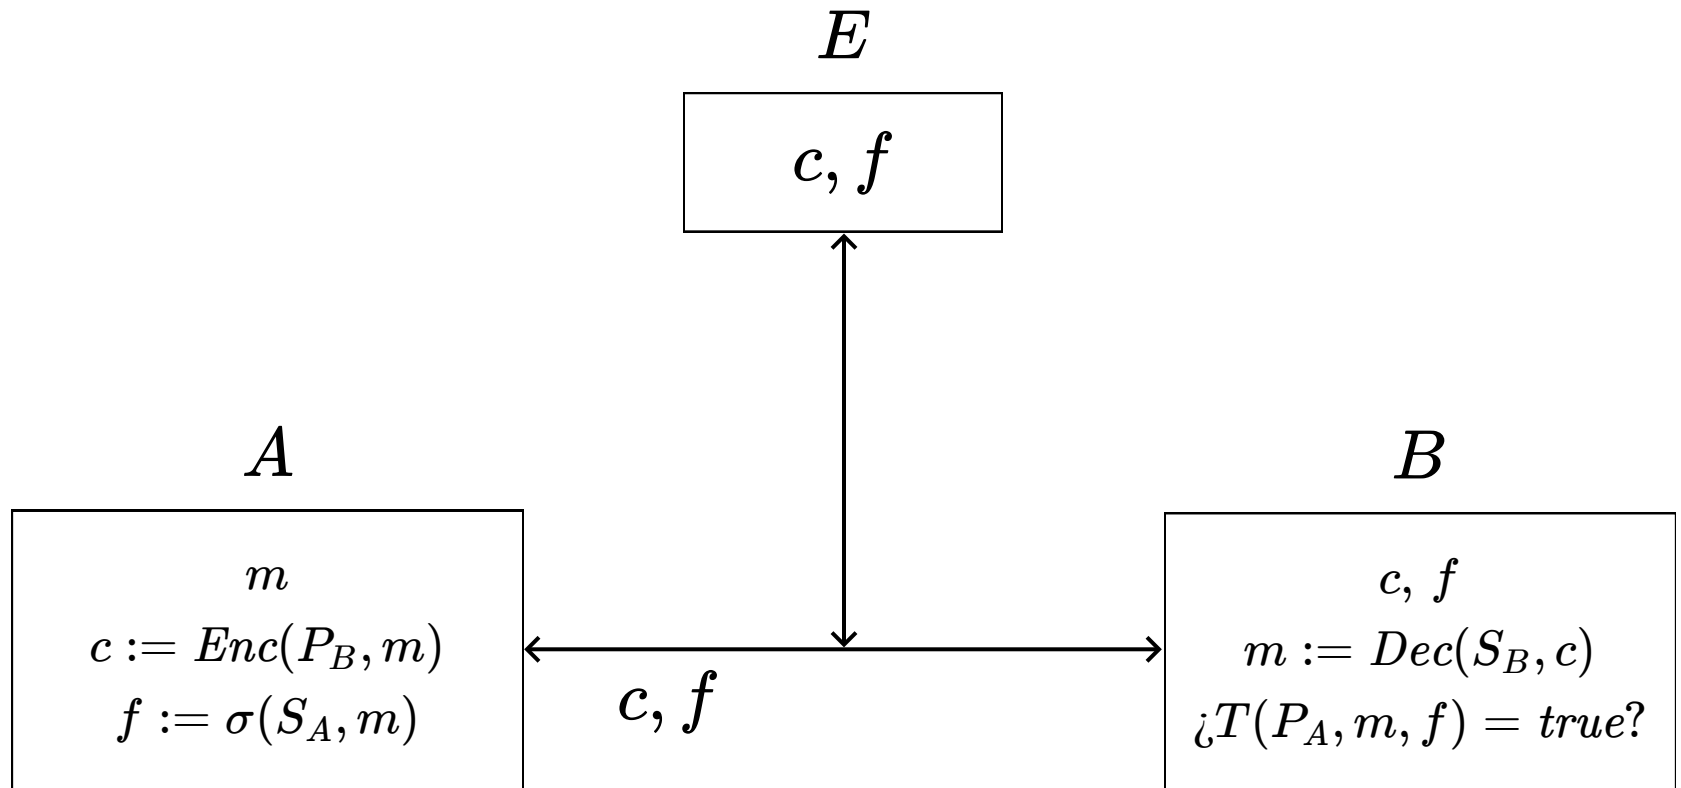 E
c, f
A
m
c := Enc(P_B, m)
f := σ(S_A, m)
c, f
B
c, f
m := Dec(S_B, c)
¿T(P_A, m, f) = true?